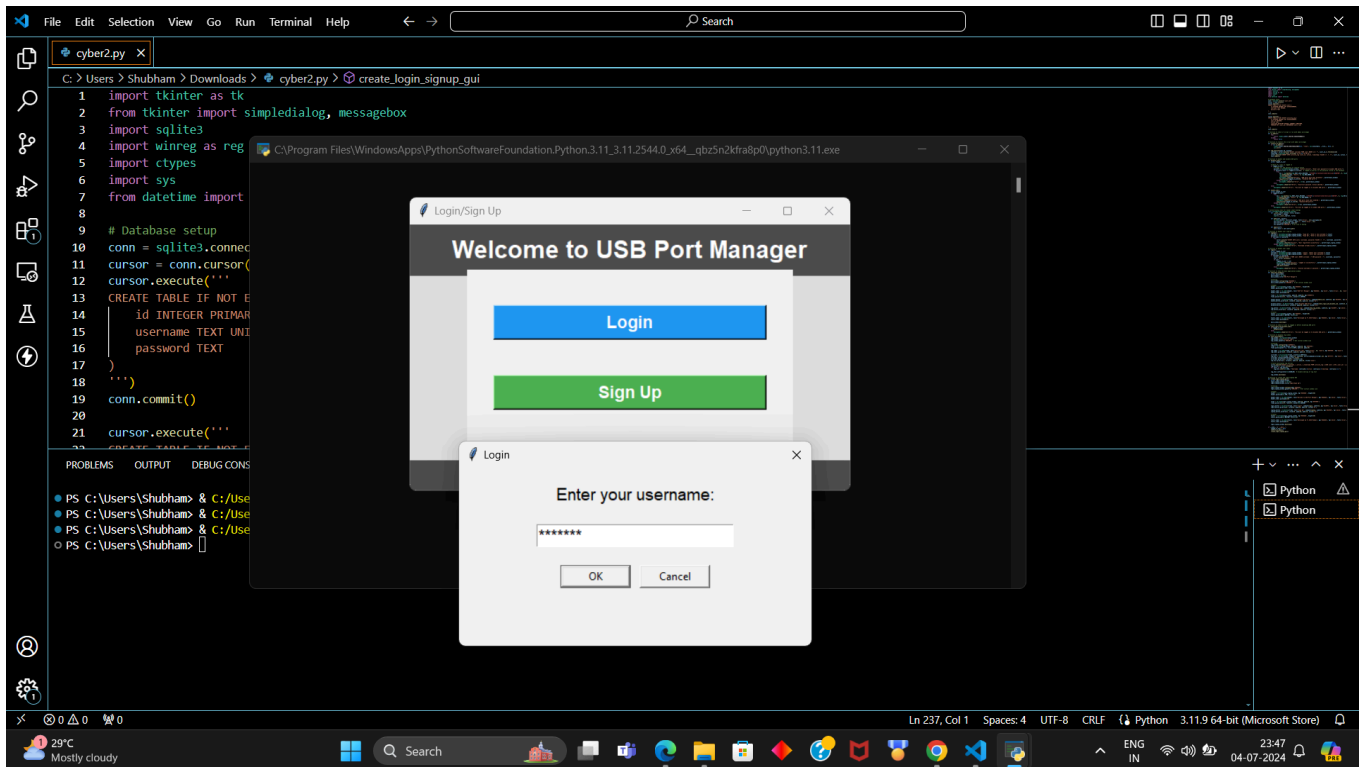 File Edit Selection View Go Run Terminal Help
Search
cyber2.py
C: > Users > Shubham > Downloads > cyber2.py > create_login_signup_gui
1 import tkinter as tk
2 from tkinter import simpledialog, messagebox
3 import sqlite3
4 import winreg as reg
5 import ctypes
6 import sys
7 from datetime import
8
9 # Database setup
10 conn = sqlite3.connec
11 cursor = conn.cursor(
12 cursor.execute('''
13 CREATE TABLE IF NOT E
14 id INTEGER PRIMAR
15 username TEXT UNI
16 password TEXT
17 )
18 ''')
19 conn.commit()
20
21 cursor.execute('''
C:\Program Files\WindowsApps\PythonSoftwareFoundation.Python.3.11_3.11.2544.0_x64__qbz5n2kfra8p0\python3.11.exe
Login/Sign Up
Welcome to USB Port Manager
Login
Sign Up
Login
Enter your username:
*******
OK Cancel
PROBLEMS OUTPUT DEBUG CONS
PS C:\Users\Shubham> & C:/Use
PS C:\Users\Shubham> & C:/Use
PS C:\Users\Shubham> & C:/Use
PS C:\Users\Shubham>
Python
Python
0 0 0
Ln 237, Col 1 Spaces: 4 UTF-8 CRLF Python 3.11.9 64-bit (Microsoft Store)
29°C
Mostly cloudy
Search
ENG
IN
23:47
04-07-2024